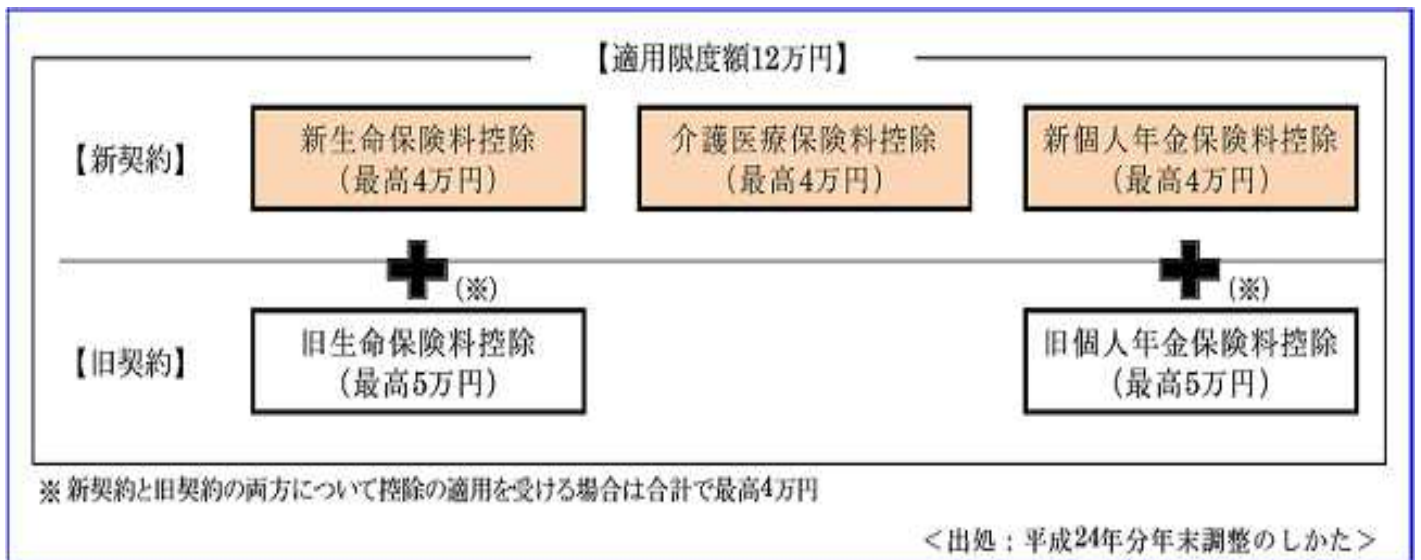 【適用限度額12万円】
【新契約】
新生命保険料控除
(最高4万円)
介護医療保険料控除
(最高4万円)
新個人年金保険料控除
(最高4万円)
(※)
(※)
【旧契約】
旧生命保険料控除
(最高5万円)
旧個人年金保険料控除
(最高5万円)
※ 新契約と旧契約の両方について控除の適用を受ける場合は合計で最高4万円
<出処:平成24年分年末調整のしかた>